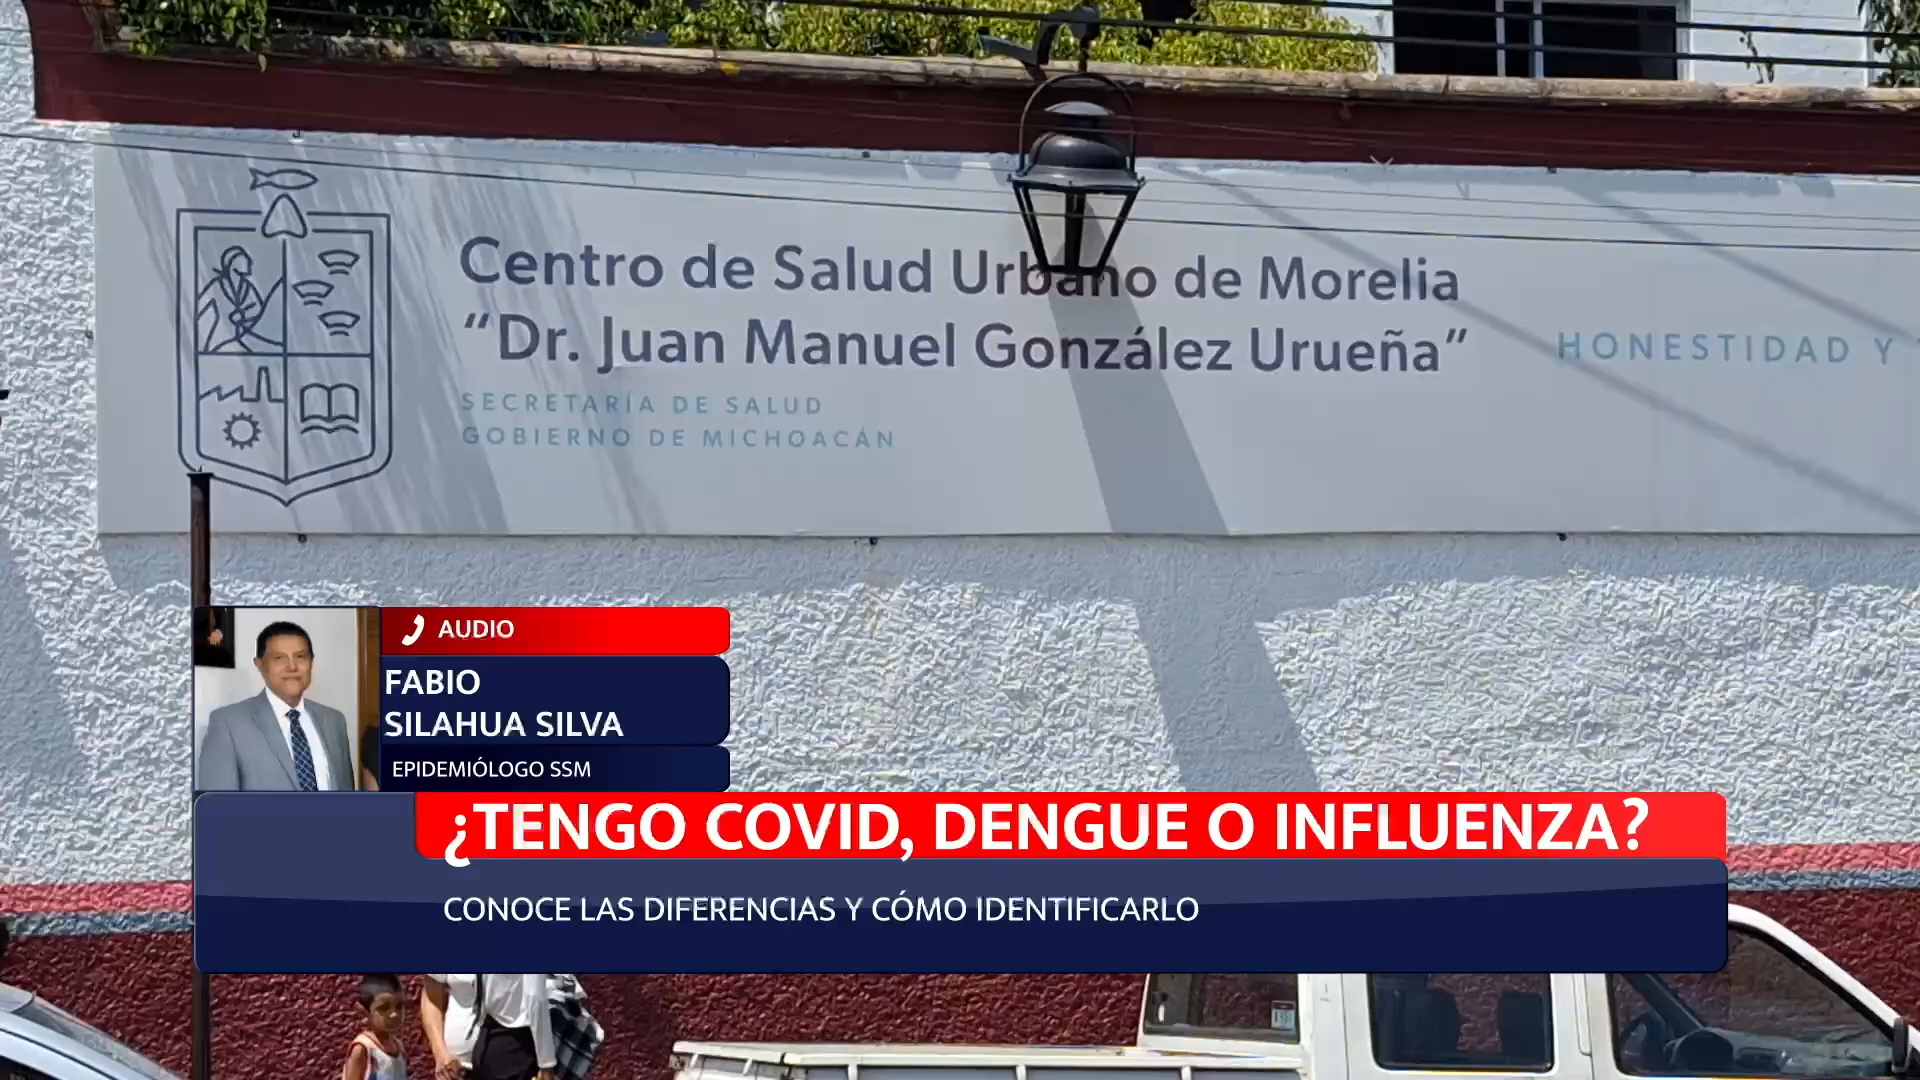 Centro de Salud Urbano de Morelia
“Dr. Juan Manuel González Urueña”
SECRETARÍA DE SALUD
GOBIERNO DE MICHOACÁN
HONESTIDAD Y
AUDIO
FABIO
SILAHUA SILVA
EPIDEMIÓLOGO SSM
¿TENGO COVID, DENGUE O INFLUENZA?
CONOCE LAS DIFERENCIAS Y CÓMO IDENTIFICARLO